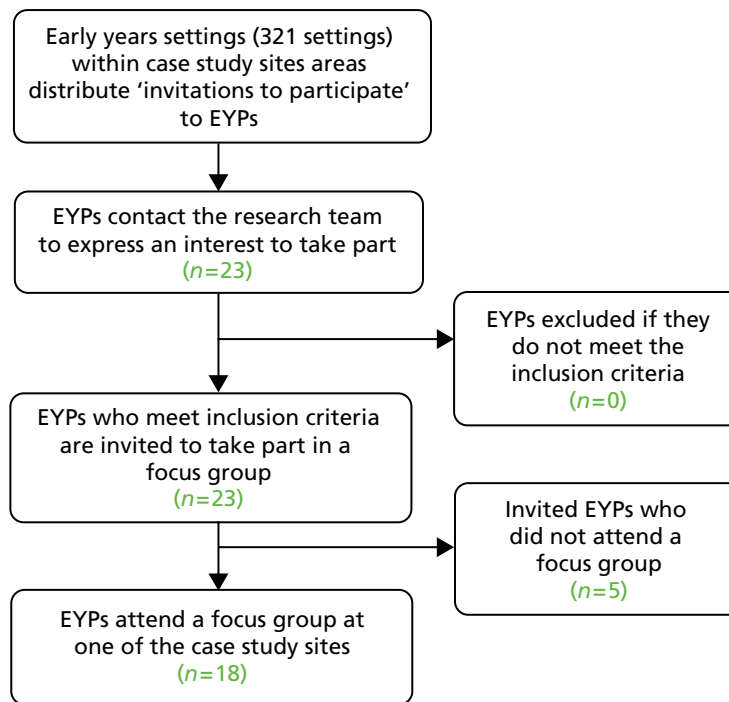 Early years settings (321 settings)
within case study sites areas
distribute ‘invitations to participate’
to EYPs
EYPs contact the research team
to express an interest to take part
(n=23)
EYPs excluded if they
do not meet the
inclusion criteria
(n=0)
EYPs who meet inclusion criteria
are invited to take part in a
focus group
(n=23)
Invited EYPs who
did not attend a
focus group
(n=5)
EYPs attend a focus group at
one of the case study sites
(n=18)